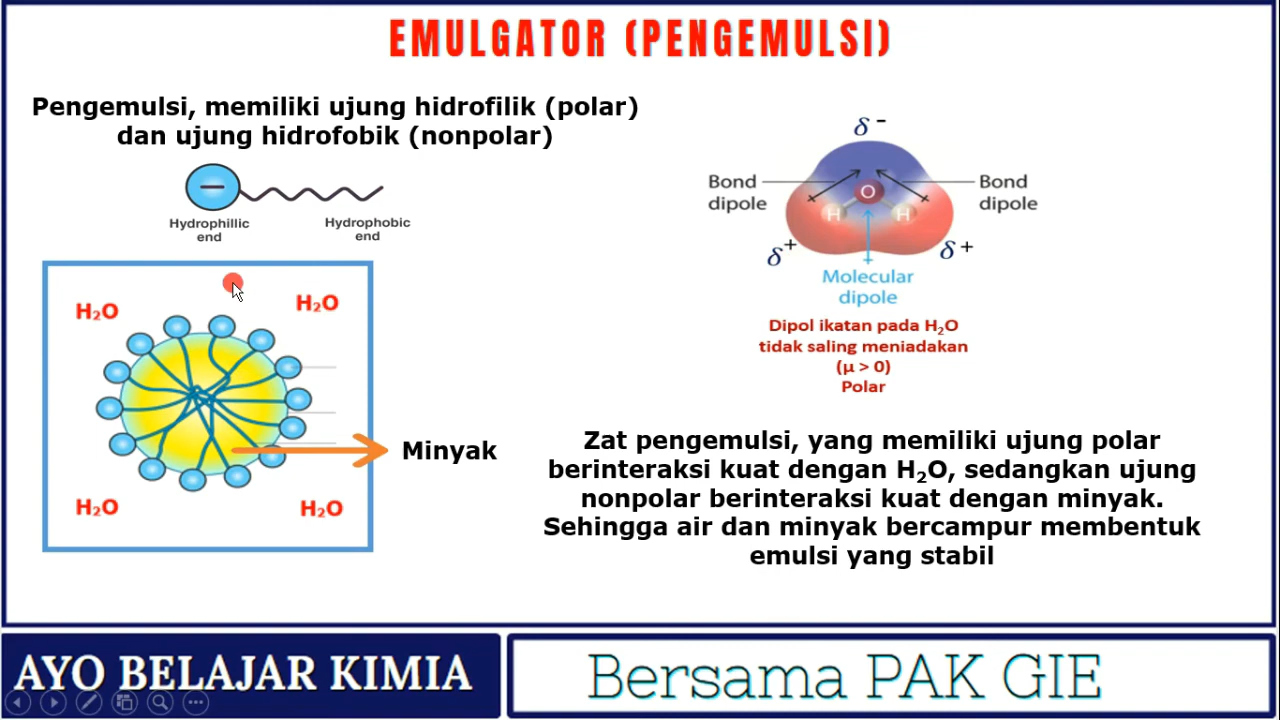 EMULGATOR (PENGEMULSI)
Pengemulsi, memiliki ujung hidrofilik (polar)
dan ujung hidrofobik (nonpolar)
Hydrophillic
end
Hydrophobic
end
H₂O
H₂O
Minyak
H₂O
H₂O
δ⁻
Bond
dipole
O
H
H
Bond
dipole
δ⁺
δ⁺
Molecular
dipole
Dipol ikatan pada H₂O
tidak saling meniadakan
(µ > 0)
Polar
Zat pengemulsi, yang memiliki ujung polar
berinteraksi kuat dengan H₂O, sedangkan ujung
nonpolar berinteraksi kuat dengan minyak.
Sehingga air dan minyak bercampur membentuk
emulsi yang stabil
AYO BELAJAR KIMIA
Bersama PAK GIE